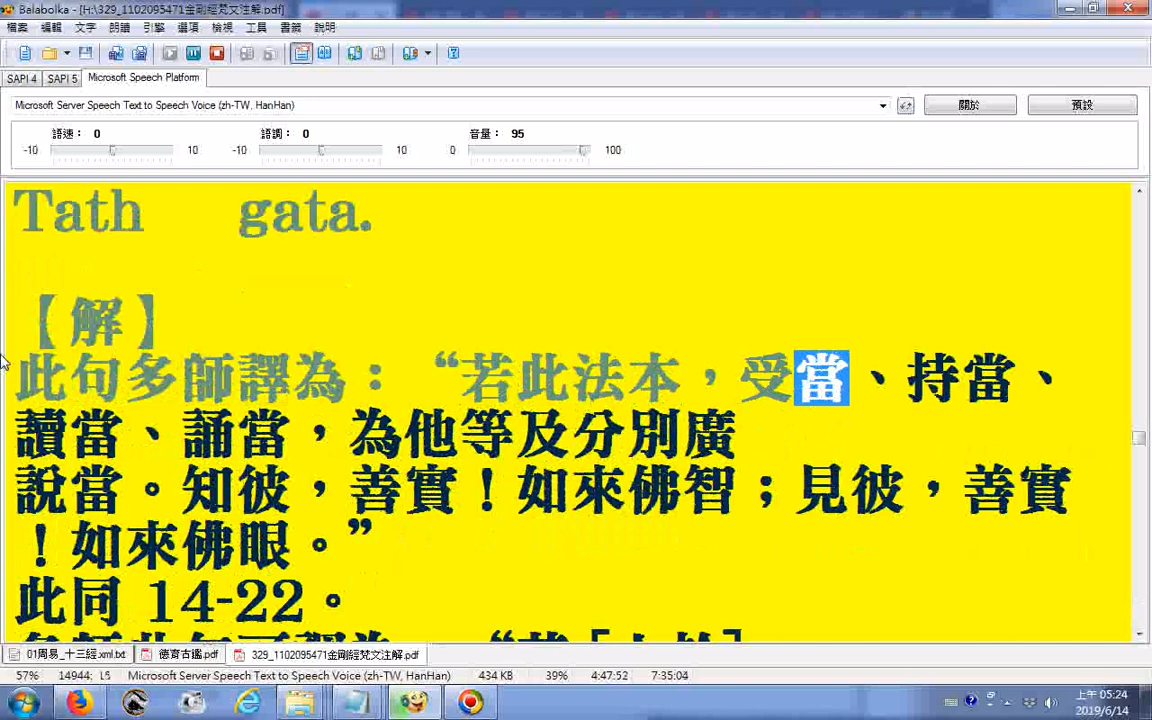 Balabolka - [H:\329_1102095471金剛經梵文注解.pdf]
檔案 編輯 文字 朗讀 引擎 選項 檢視 工具 書籤 說明
SAPI 4 SAPI 5 Microsoft Speech Platform
Microsoft Server Speech Text to Speech Voice (zh-TW, HanHan) 關於 預設
語速： 0 語調： 0 音量： 95
-10 10 -10 10 0 100
Tath gata.
【解】
此句多師譯為：“若此法本，受當、持當、
讀當、誦當，為他等及分別廣
說當。知彼，善實！如來佛智；見彼，善實
！如來佛眼。”
此同 14-22。
01周易_十三經.xml.txt 德育古鑑.pdf 329_1102095471金剛經梵文注解.pdf
57% Microsoft Server Speech Text to Speech Voice (zh-TW, HanHan) 434 KB 39% 4:47:52 7:35:04
上午 05:24
2019/6/14